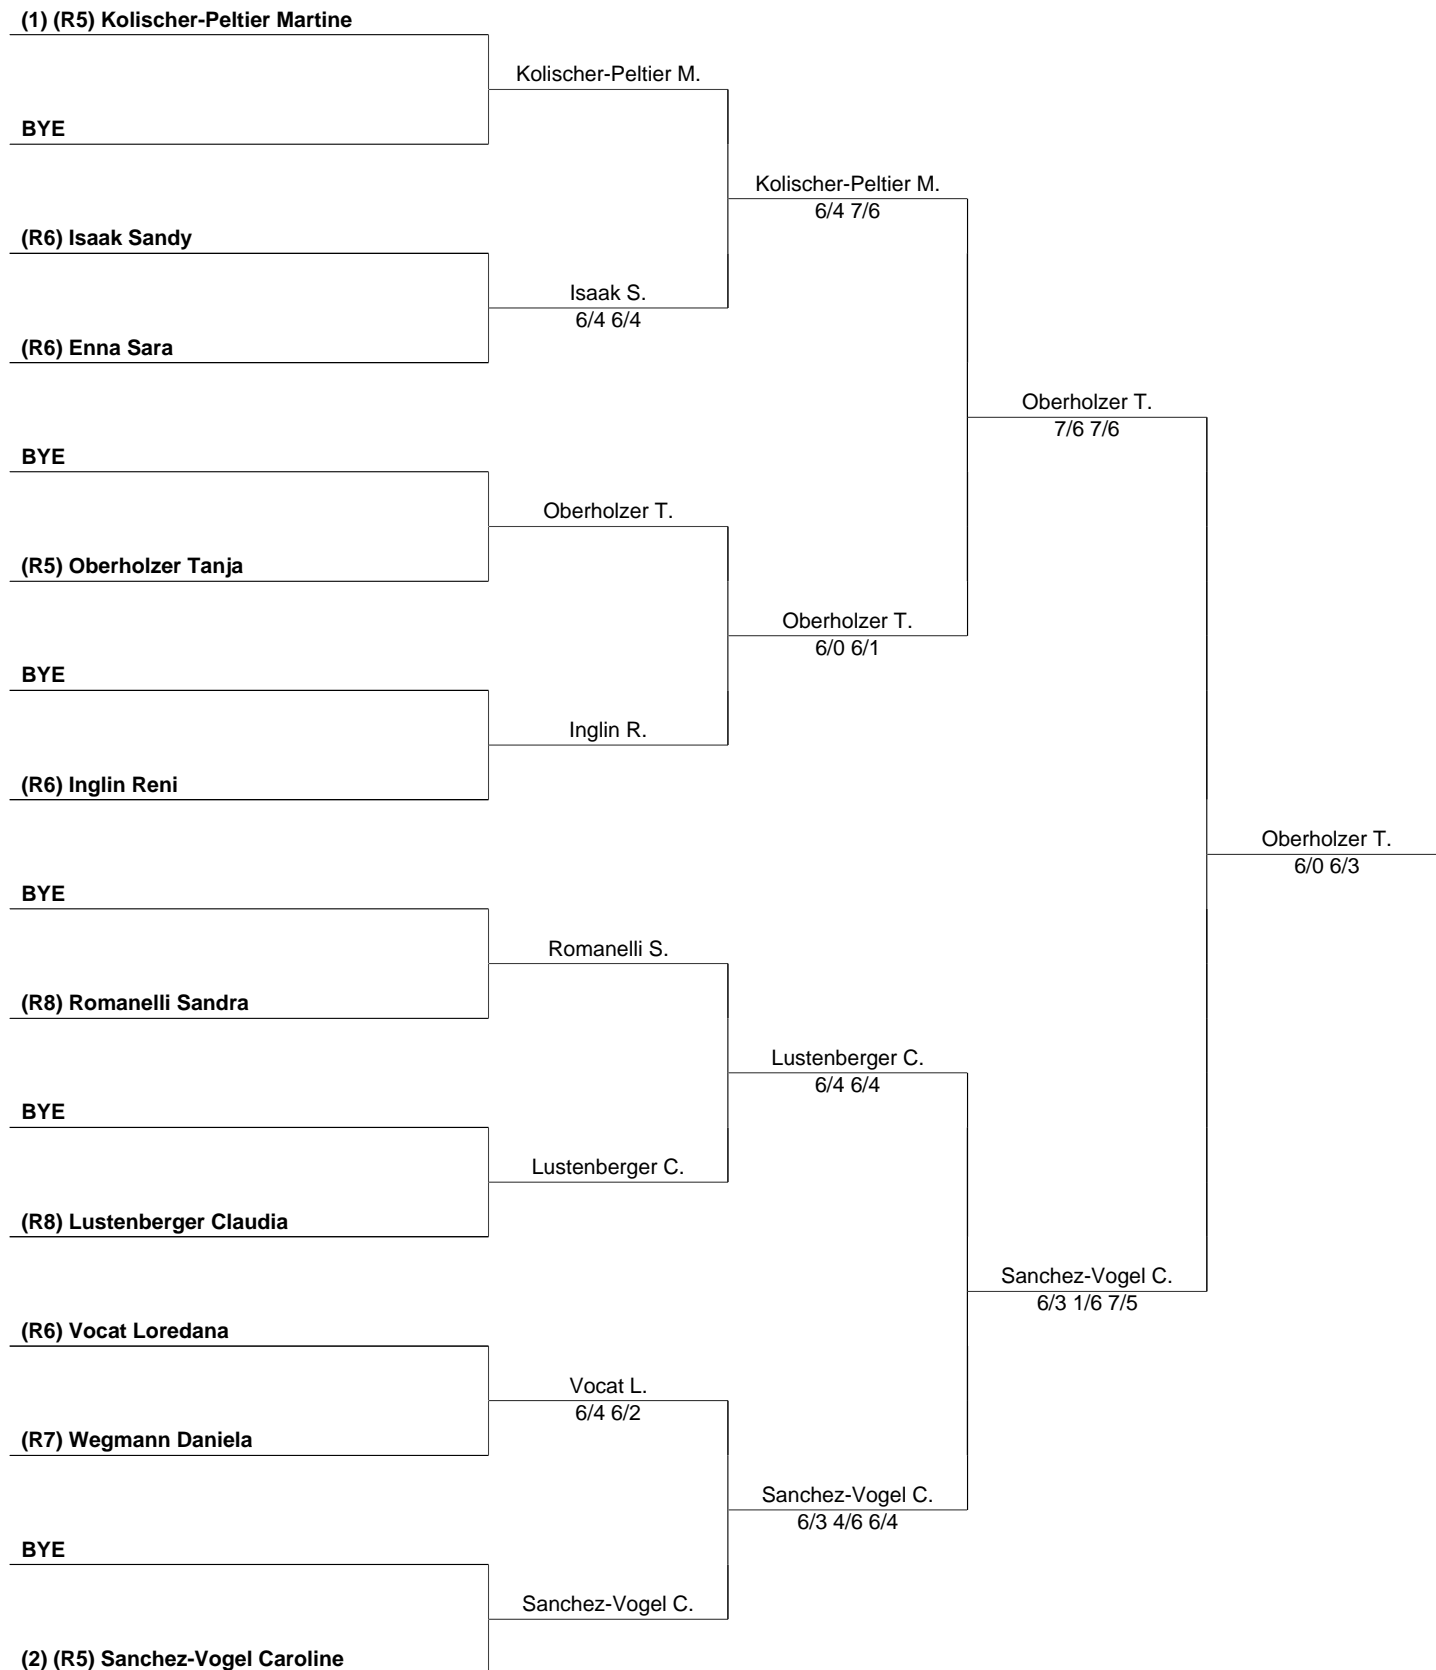 (1) (R5) Kolischer-Peltier Martine
Kolischer-Peltier M.
BYE
Kolischer-Peltier M.
6/4 7/6
(R6) Isaak Sandy
Isaak S.
6/4 6/4
(R6) Enna Sara
Oberholzer T.
7/6 7/6
BYE
Oberholzer T.
(R5) Oberholzer Tanja
Oberholzer T.
6/0 6/1
BYE
Inglin R.
(R6) Inglin Reni
Oberholzer T.
6/0 6/3
BYE
Romanelli S.
(R8) Romanelli Sandra
Lustenberger C.
6/4 6/4
BYE
Lustenberger C.
(R8) Lustenberger Claudia
Sanchez-Vogel C.
6/3 1/6 7/5
(R6) Vocat Loredana
Vocat L.
6/4 6/2
(R7) Wegmann Daniela
Sanchez-Vogel C.
6/3 4/6 6/4
BYE
Sanchez-Vogel C.
(2) (R5) Sanchez-Vogel Caroline